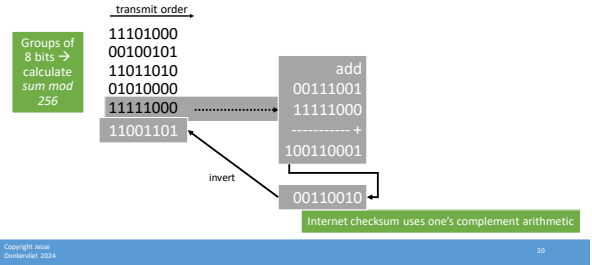 transmit order
11101000
00100101
11011010
01010000
11111000
11001101
Groups of
8 bits →
calculate
sum mod
256
add
00111001
11111000
----------- +
100110001
invert
00110010
Internet checksum uses one's complement arithmetic
Copyright Jesse
Donkervliet 2024
20